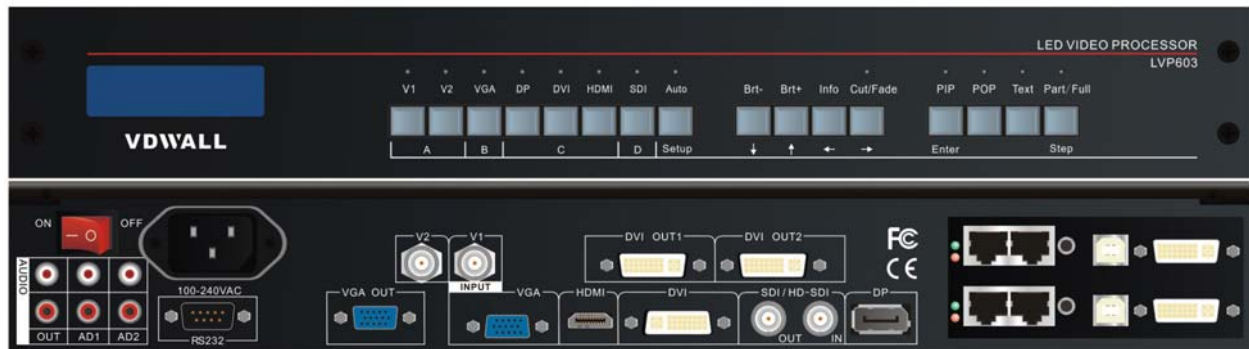 LED VIDEO PROCESSOR
LVP603
V1 V2 VGA DP DVI HDMI SDI Auto Brt- Brt+ Info Cut/Fade PIP POP Text Part/Full
VDWALL
A B C D Setup ↓ ↑ ← → Enter Step
ON OFF
V2 V1 DVI OUT1 DVI OUT2 FC
CE
AUDIO
100-240VAC
INPUT
VGA OUT VGA HDMI DVI SDI/HD-SDI DP
OUT AD1 AD2 RS232 OUT IN